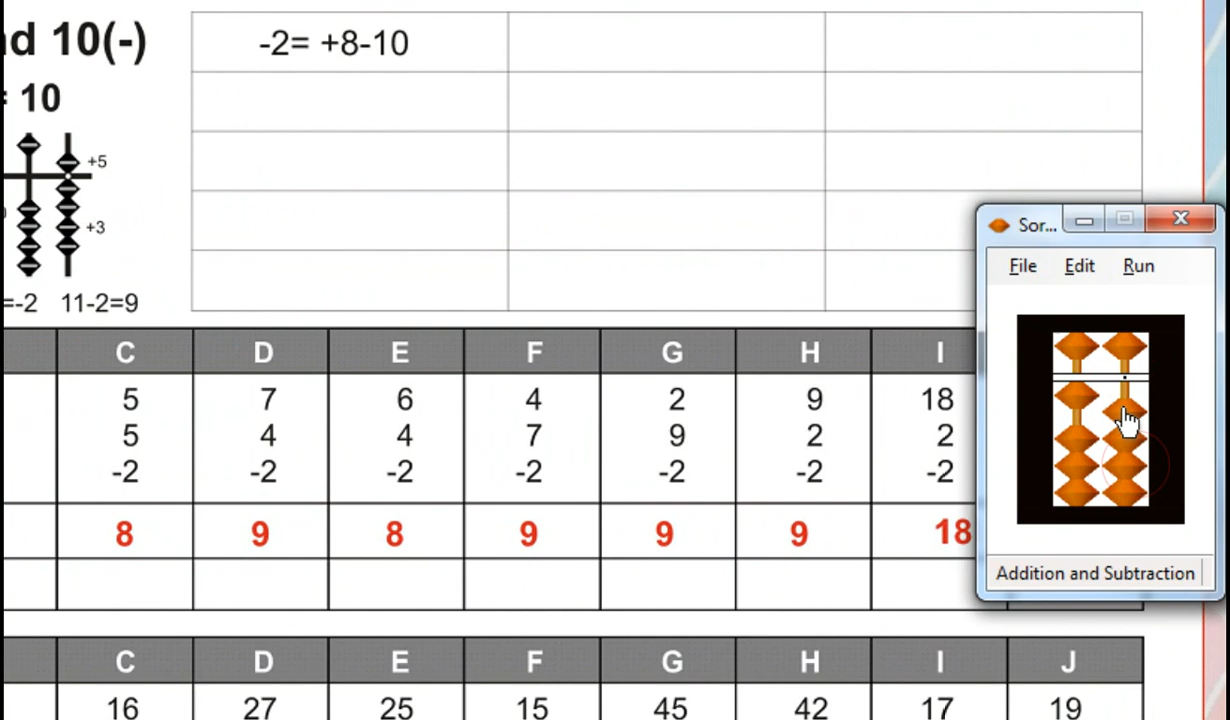 nd 10(-)
-2= +8-10
= 10
+5
+3
=-2 11-2=9
Sor...
File Edit Run
C D E F G H I
5 7 6 4 2 9 18
5 4 4 7 9 2 2
-2 -2 -2 -2 -2 -2 -2
8 9 8 9 9 9 18
Addition and Subtraction
C D E F G H I J
16 27 25 15 45 42 17 19